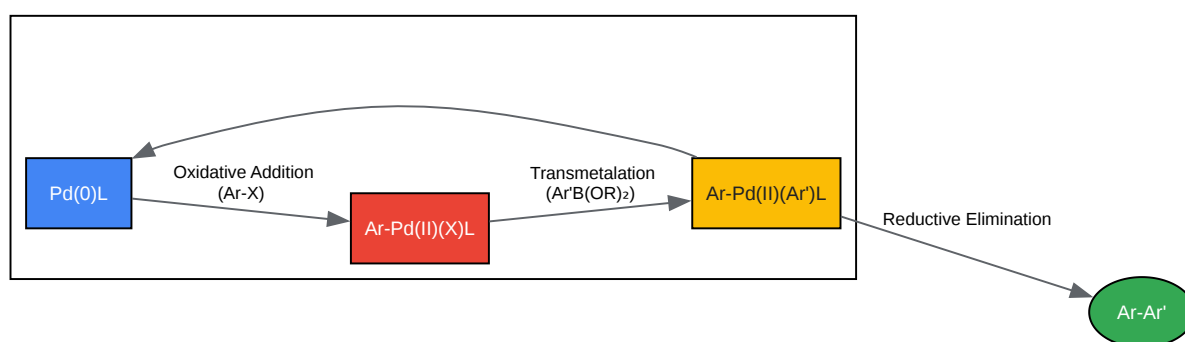 Pd(0)L
Oxidative Addition
(Ar-X)
Ar-Pd(II)(X)L
Transmetalation
(Ar'B(OR)₂)
Ar-Pd(II)(Ar')L
Reductive Elimination
Ar-Ar'